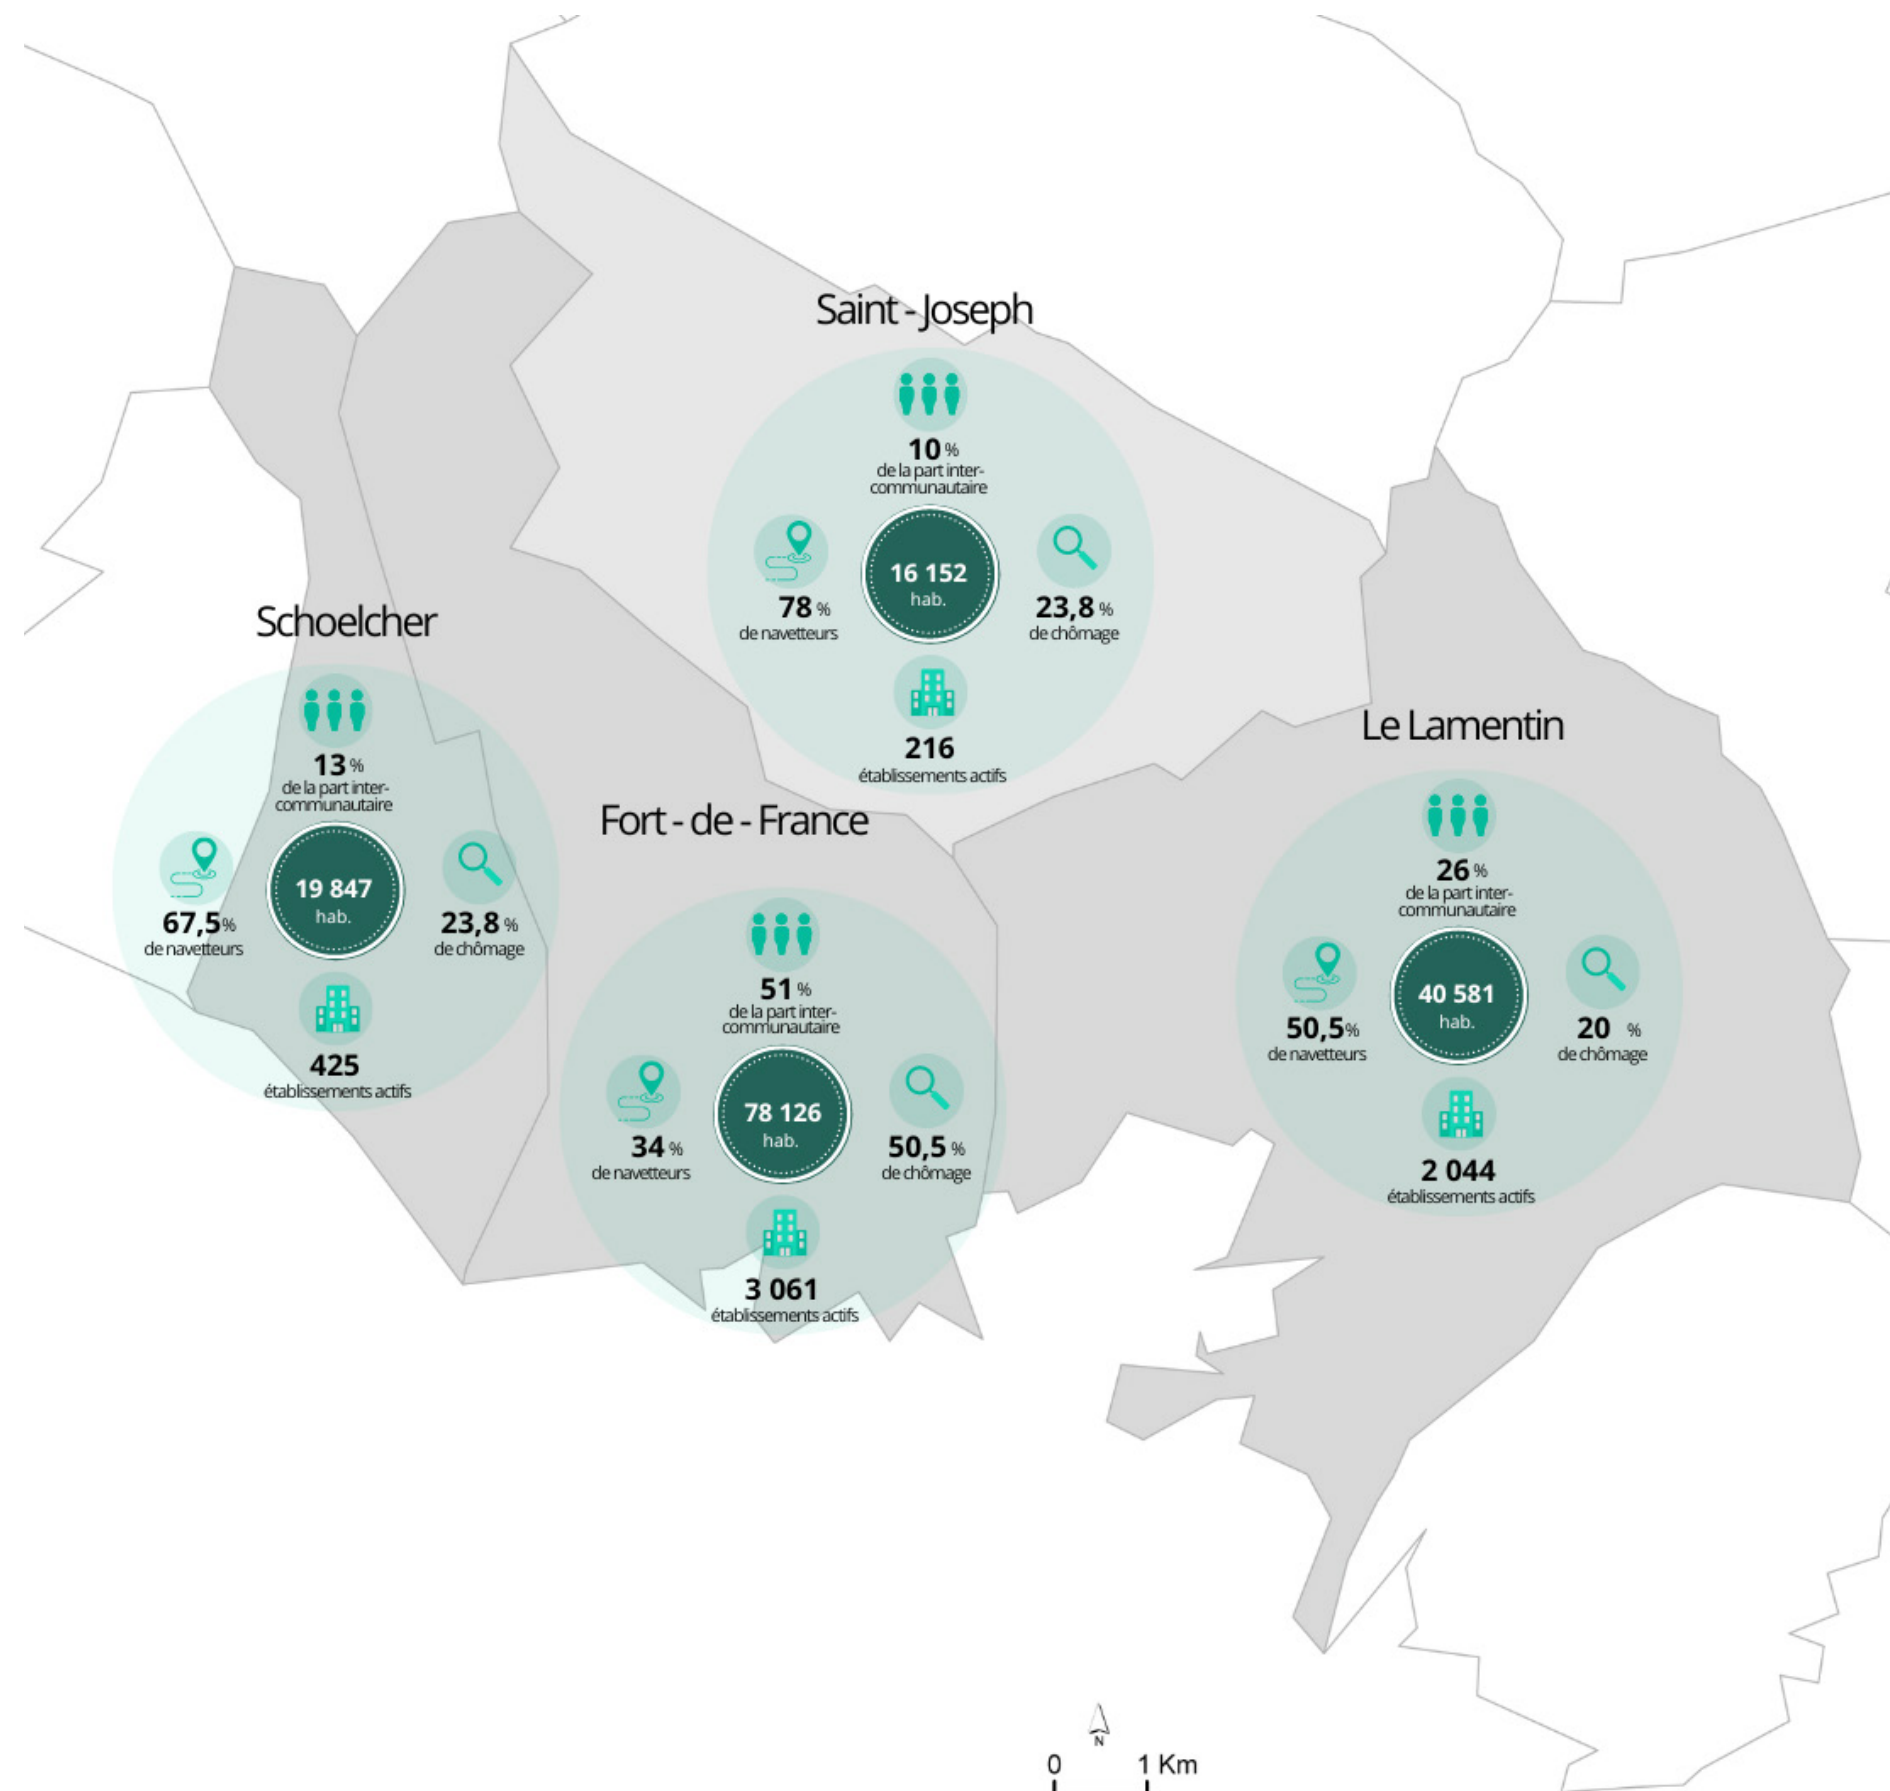 Saint - Joseph
10 %
de la part inter-
communautaire
78 %
de navetteurs
16 152
hab.
23,8 %
de chômage
216
établissements actifs
Schoelcher
13 %
de la part inter-
communautaire
67,5%
de navetteurs
19 847
hab.
23,8 %
de chômage
425
établissements actifs
Fort - de - France
51 %
de la part inter-
communautaire
34 %
de navetteurs
78 126
hab.
50,5 %
de chômage
3 061
établissements actifs
Le Lamentin
26 %
de la part inter-
communautaire
50,5%
de navetteurs
40 581
hab.
20 %
de chômage
2 044
établissements actifs
N
0 1 Km